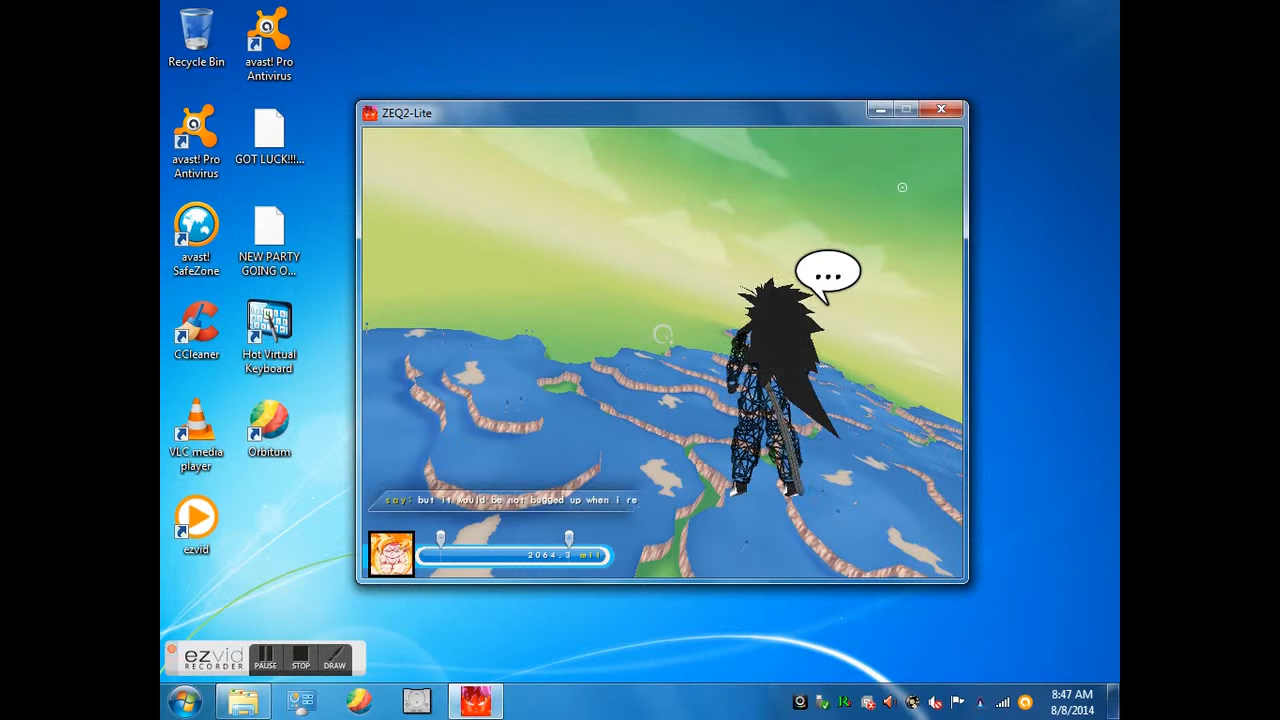 Recycle Bin
avast! Pro
Antivirus
avast! Pro
Antivirus
GOT LUCK!!!...
avast!
SafeZone
NEW PARTY
GOING O...
CCleaner
Hot Virtual
Keyboard
VLC media
player
Orbitum
ezvid
ZEQ2-Lite
...
say: but it would be not bugged up when i re
2064.3 mil
ezvid
RECORDER
PAUSE
STOP
DRAW
8:47 AM
8/8/2014